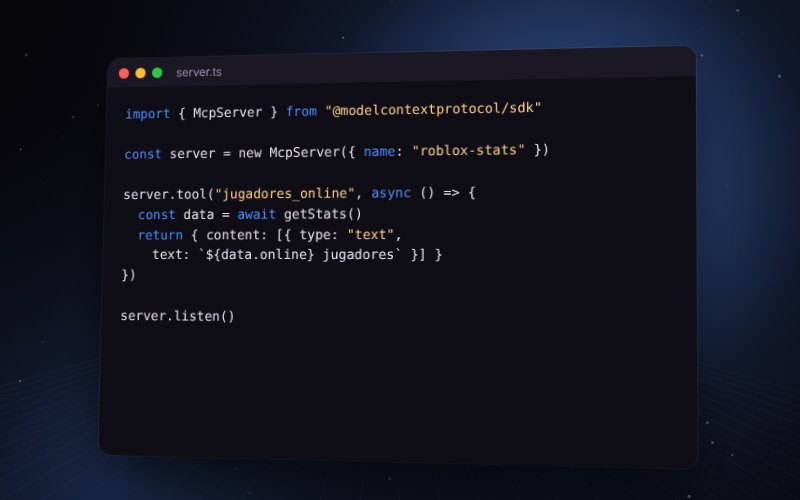 server.ts
import { McpServer } from "@modelcontextprotocol/sdk"
const server = new McpServer({ name: "roblox-stats" })
server.tool("jugadores_online", async () => {
  const data = await getStats()
  return { content: [{ type: "text",
    text: `${data.online} jugadores` }] }
})
server.listen()